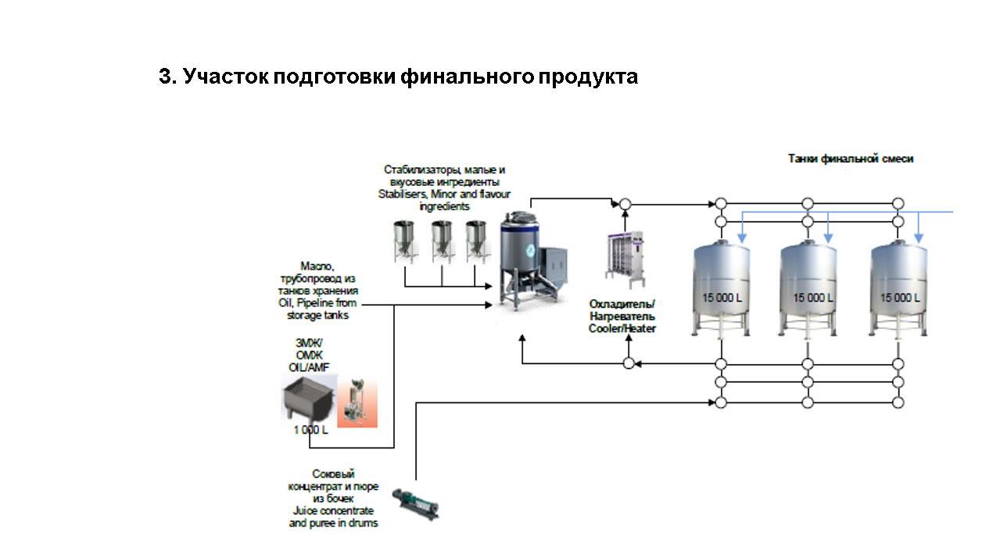 3. Участок подготовки финального продукта
Танки финальной смеси
Стабилизаторы, малые и
вкусовые ингредиенты
Stabilisers, Minor and flavour
ingredients
Масло,
трубопровод из
танков хранения
Oil, Pipeline from
storage tanks
15 000 L
15 000 L
15 000 L
Охладитель/
Нагреватель
Cooler/Heater
ЗМЖ/
ОМЖ
OIL/AMF
1 000 L
Соковый
концентрат и пюре
из бочек
Juice concentrate
and puree in drums